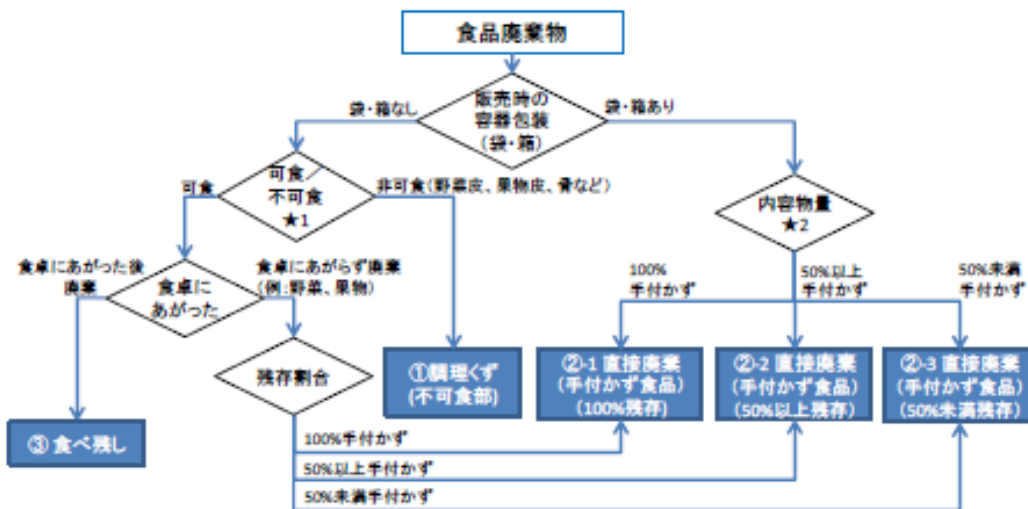 食品廃棄物
販売時の
容器包装
(袋・箱)
袋・箱なし
袋・箱あり
可食/
不可食
★1
可食
非可食(野菜皮、果物皮、骨など)
内容物量
★2
食卓にあがった後
廃棄
食卓に
あがった
食卓にあがらず廃棄
(例:野菜、果物)
100%
手付かず
50%以上
手付かず
50%未満
手付かず
残存割合
①調理くず
(不可食部)
②-1 直接廃棄
(手付かず食品)
(100%残存)
②-2 直接廃棄
(手付かず食品)
(50%以上残存)
②-3 直接廃棄
(手付かず食品)
(50%未満残存)
③ 食べ残し
100%手付かず
50%以上手付かず
50%未満手付かず